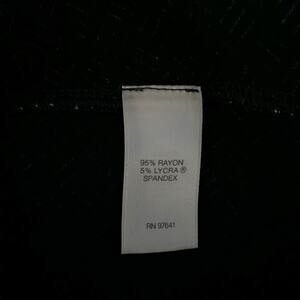 95% RAYON
5% LYCRA ®
SPANDEX
RN 97641